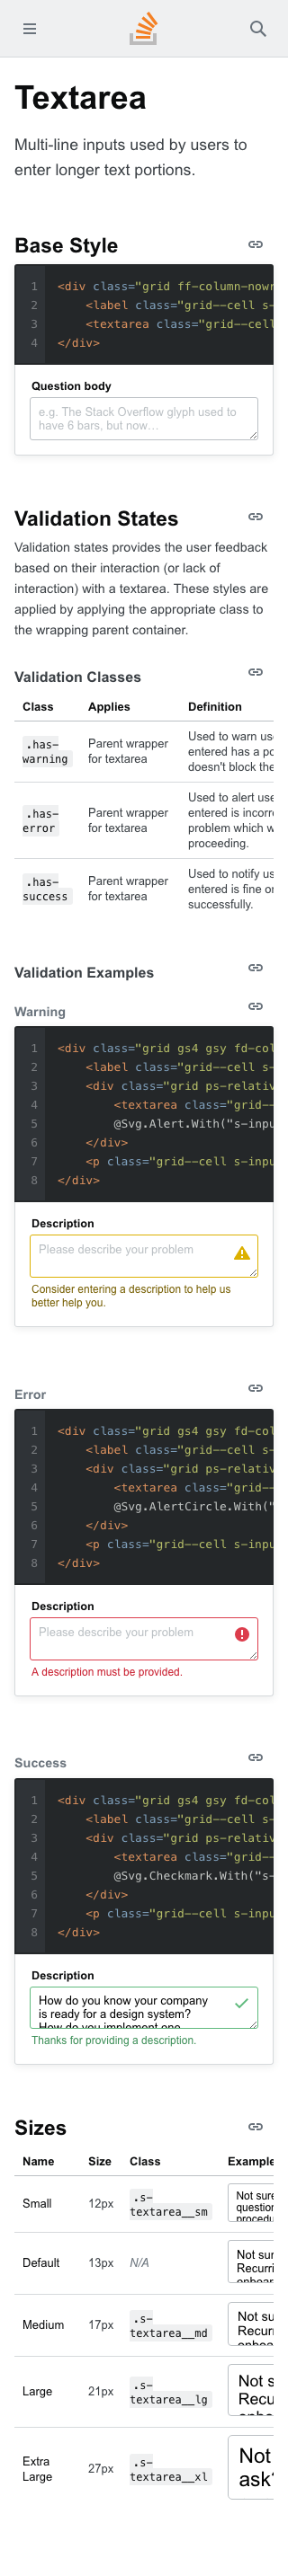 Textarea
Multi-line inputs used by users to
enter longer text portions.
Base Style
1 <div class="grid ff-column-nowr
2 <label class="grid--cell s-
3 <textarea class="grid--cell
4 </div>
Question body
e.g. The Stack Overflow glyph used to
have 6 bars, but now…
Validation States
Validation states provides the user feedback
based on their interaction (or lack of
interaction) with a textarea. These styles are
applied by applying the appropriate class to
the wrapping parent container.
Validation Classes
Class Applies Definition
.has-warning Parent wrapper for textarea Used to warn us
entered has a po
doesn't block the
.has-error Parent wrapper for textarea Used to alert use
entered is incorre
problem which w
proceeding.
.has-success Parent wrapper for textarea Used to notify us
entered is fine or
successfully.
Validation Examples
Warning
1 <div class="grid gs4 gsy fd-col
2 <label class="grid--cell s-
3 <div class="grid ps-relativ
4 <textarea class="grid--
5 @Svg.Alert.With("s-inpu
6 </div>
7 <p class="grid--cell s-inpu
8 </div>
Description
Please describe your problem
Consider entering a description to help us
better help you.
Error
1 <div class="grid gs4 gsy fd-col
2 <label class="grid--cell s-
3 <div class="grid ps-relativ
4 <textarea class="grid--
5 @Svg.AlertCircle.With("
6 </div>
7 <p class="grid--cell s-inpu
8 </div>
Description
Please describe your problem
A description must be provided.
Success
1 <div class="grid gs4 gsy fd-col
2 <label class="grid--cell s-
3 <div class="grid ps-relativ
4 <textarea class="grid--
5 @Svg.Checkmark.With("s-
6 </div>
7 <p class="grid--cell s-inpu
8 </div>
Description
How do you know your company
is ready for a design system?
How do you implement one
Thanks for providing a description.
Sizes
Name Size Class Example
Small 12px .s-textarea__sm Not sure
question
procedu
Default 13px N/A Not sur
Recurri
onboar
Medium 17px .s-textarea__md Not su
Recurr
Large 21px .s-textarea__lg Not s
Recu
Extra Large 27px .s-textarea__xl Not
ask'